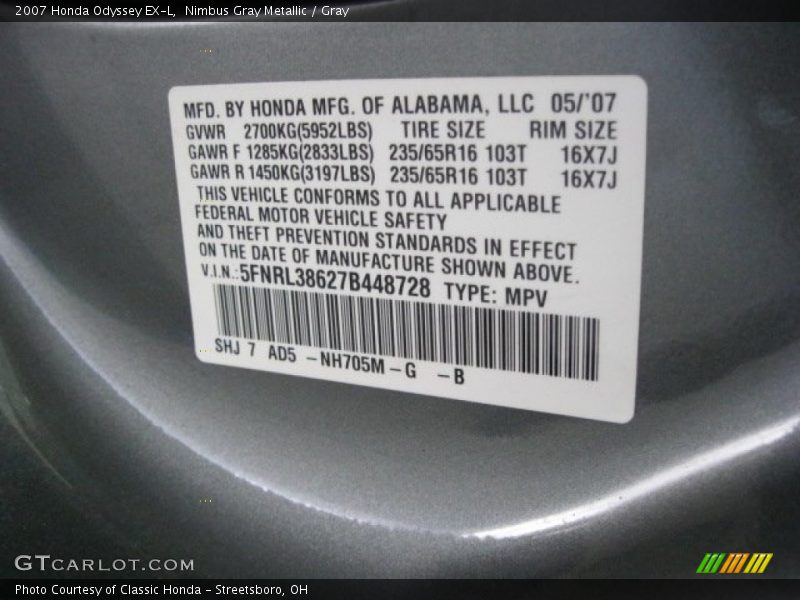 2007 Honda Odyssey EX-L,  Nimbus Gray Metallic / Gray
MFD. BY HONDA MFG. OF ALABAMA, LLC 05/'07
GVWR 2700KG(5952LBS) TIRE SIZE RIM SIZE
GAWR F 1285KG(2833LBS) 235/65R16 103T 16X7J
GAWR R 1450KG(3197LBS) 235/65R16 103T 16X7J
THIS VEHICLE CONFORMS TO ALL APPLICABLE
FEDERAL MOTOR VEHICLE SAFETY
AND THEFT PREVENTION STANDARDS IN EFFECT
ON THE DATE OF MANUFACTURE SHOWN ABOVE.
V.I.N.:5FNRL38627B448728 TYPE: MPV
SHJ 7 AD5 -NH705M-G -B
GTCARLOT.COM
Photo Courtesy of Classic Honda - Streetsboro, OH